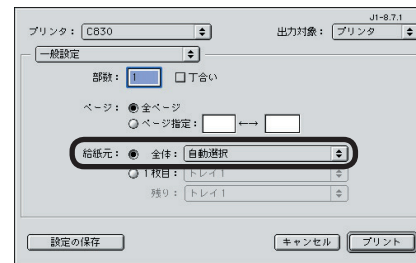 J1-8.7.1
プリンタ： C830 出力対象： プリンタ
一般設定
部数： 1 丁合い
ページ： 全ページ
ページ指定： ←→
給紙元： 全体： 自動選択
1枚目： トレイ1
残り： トレイ1
設定の保存 キャンセル プリント